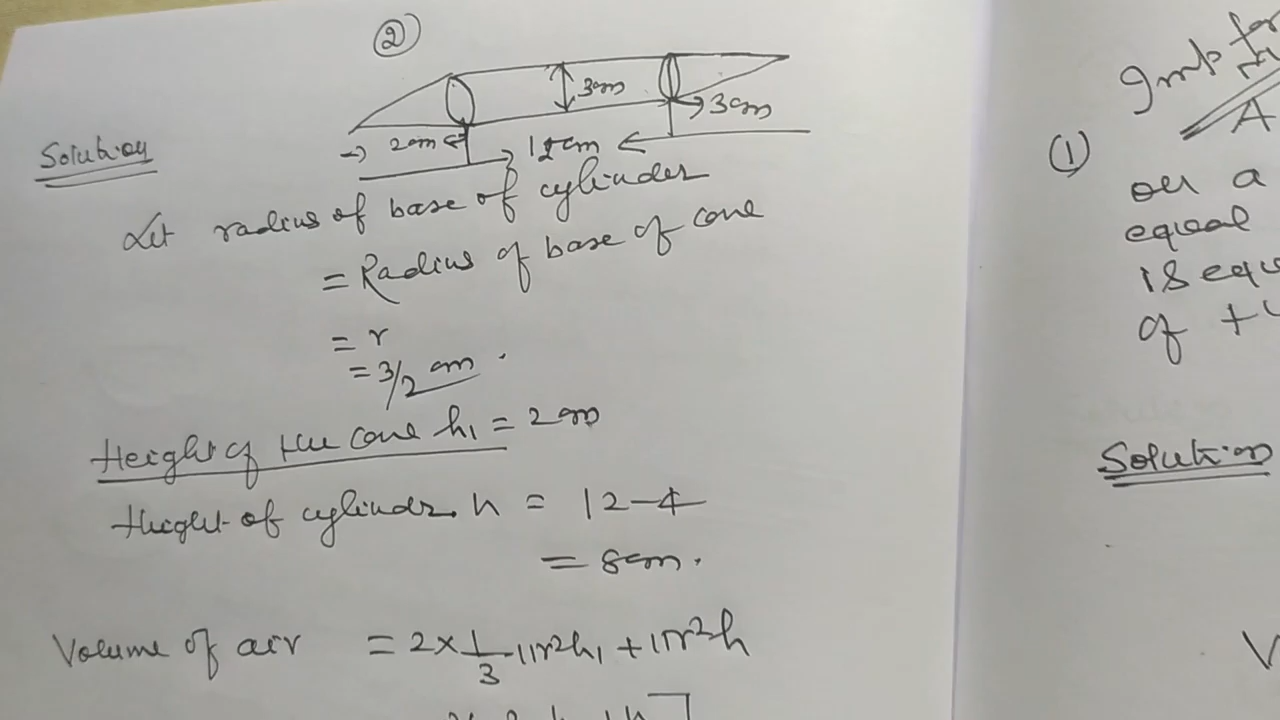 ②
3cm
3cm
2cm
12cm
Solution
Let radius of base of cylinder
= Radius of base of cone
= r
= 3/2 cm.
Height of the cone h₁ = 2cm
Height of cylinder h = 12-4
= 8cm.
Volume of air = 2×1/3 πr²h₁ + πr²h
(1)
on a
equal
is equ
of
Solution
V